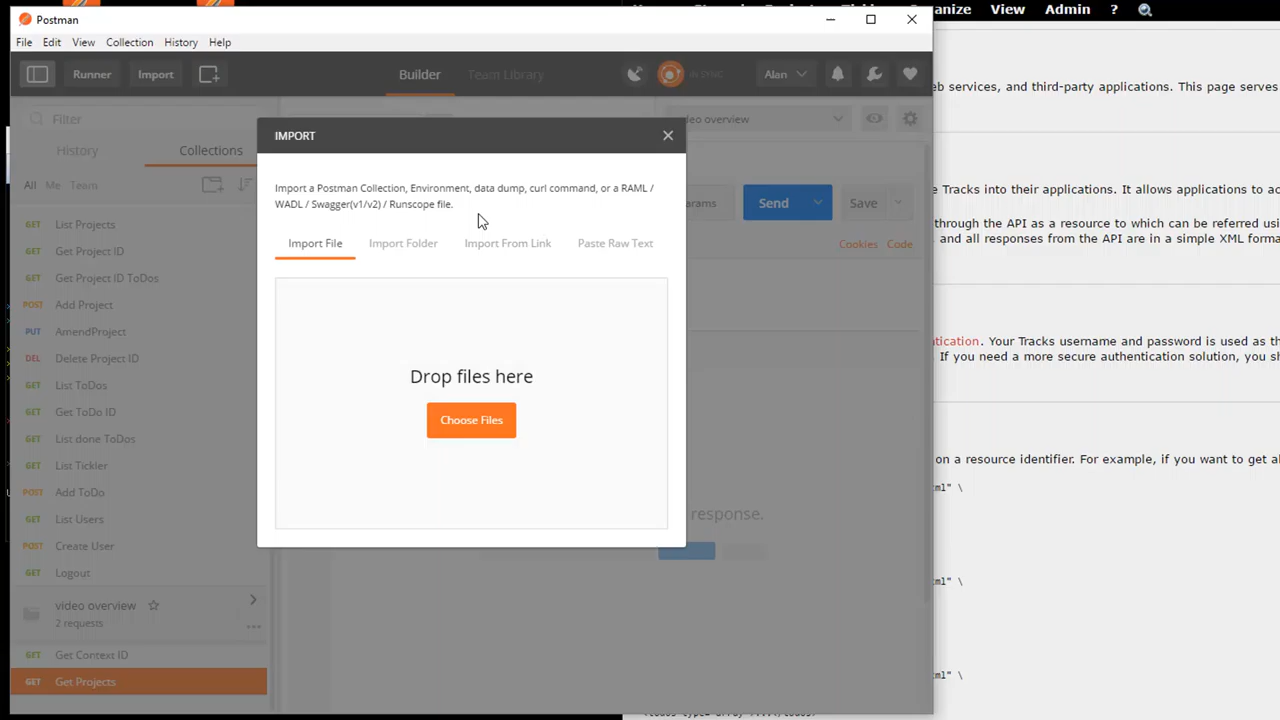 Postman
File Edit View Collection History Help
Organize View Admin ?
Runner Import Builder Team Library IN SYNC Alan
Filter
History Collections
All Me Team
GET List Projects
GET Get Project ID
GET Get Project ID ToDos
POST Add Project
PUT AmendProject
DEL Delete Project ID
GET List ToDos
GET Get ToDo ID
GET List done ToDos
GET List Tickler
POST Add ToDo
GET List Users
POST Create User
GET Logout
video overview
2 requests
GET Get Context ID
GET Get Projects
IMPORT
Import a Postman Collection, Environment, data dump, curl command, or a RAML /
WADL / Swagger(v1/v2) / Runscope file.
Import File Import Folder Import From Link Paste Raw Text
Drop files here
Choose Files
overview
Send Save
Cookies Code
response.
web services, and third-party applications. This page serves
Tracks into their applications. It allows applications to
through the API as a resource to which can be referred using
and all responses from the API are in a simple XML
. Your Tracks username and password is used as
. If you need a more secure authentication solution, you
on a resource identifier. For example, if you want to get
ml" \
ml" \
ml" \